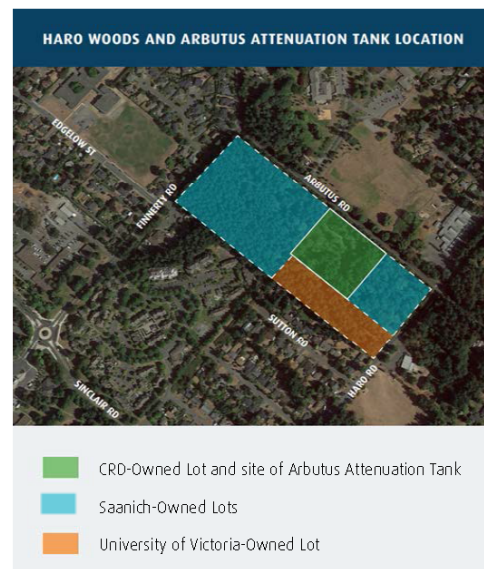 HARO WOODS AND ARBUTUS ATTENUATION TANK LOCATION
EDGELOW ST
FINNERTY RD
ARBUTUS RD
SUTTON RD
HARO RD
SINCLAIR RD
CRD-Owned Lot and site of Arbutus Attenuation Tank
Saanich-Owned Lots
University of Victoria-Owned Lot